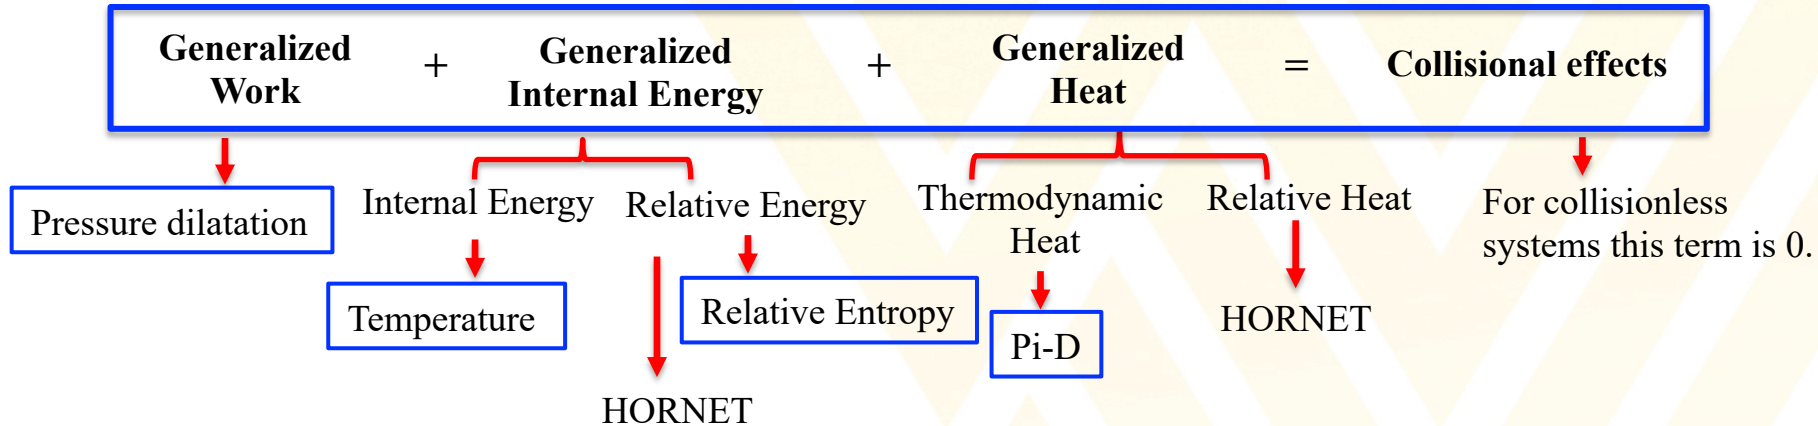 Generalized Work + Generalized Internal Energy + Generalized Heat = Collisional effects
Pressure dilatation
Internal Energy
Relative Energy
Thermodynamic
Heat
Relative Heat
For collisionless
systems this term is 0.
Temperature
Relative Entropy
Pi-D
HORNET
HORNET